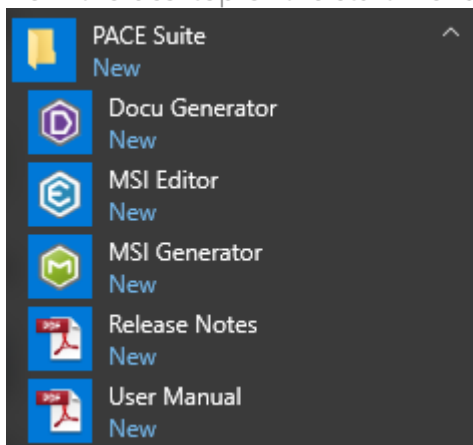 PACE Suite
New
Docu Generator
New
MSI Editor
New
MSI Generator
New
Release Notes
New
User Manual
New